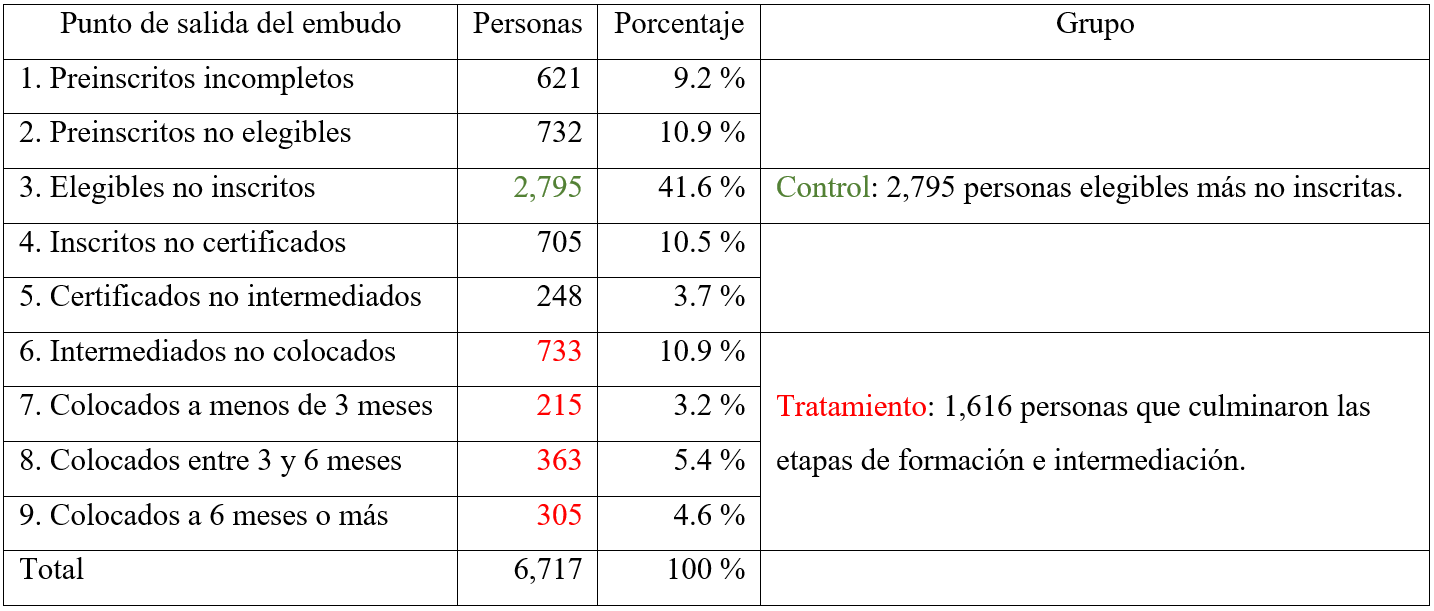 Punto de salida del embudo Personas Porcentaje Grupo
1. Preinscritos incompletos 621 9.2 %
2. Preinscritos no elegibles 732 10.9 %
3. Elegibles no inscritos 2,795 41.6 % Control: 2,795 personas elegibles más no inscritas.
4. Inscritos no certificados 705 10.5 %
5. Certificados no intermediados 248 3.7 %
6. Intermediados no colocados 733 10.9 %
7. Colocados a menos de 3 meses 215 3.2 % Tratamiento: 1,616 personas que culminaron las
8. Colocados entre 3 y 6 meses 363 5.4 % etapas de formación e intermediación.
9. Colocados a 6 meses o más 305 4.6 %
Total 6,717 100 %